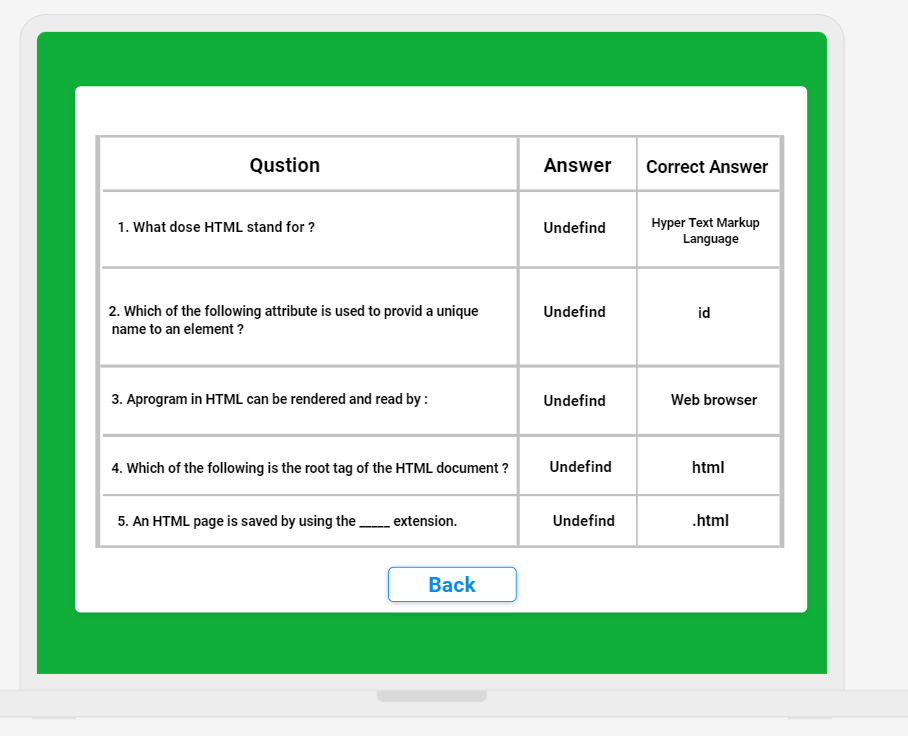 Qustion
Answer
Correct Answer
1. What dose HTML stand for ?
Undefind
Hyper Text Markup
Language
2. Which of the following attribute is used to provid a unique
name to an element ?
Undefind
id
3. Aprogram in HTML can be rendered and read by :
Undefind
Web browser
4. Which of the following is the root tag of the HTML document ?
Undefind
html
5. An HTML page is saved by using the _____ extension.
Undefind
.html
Back